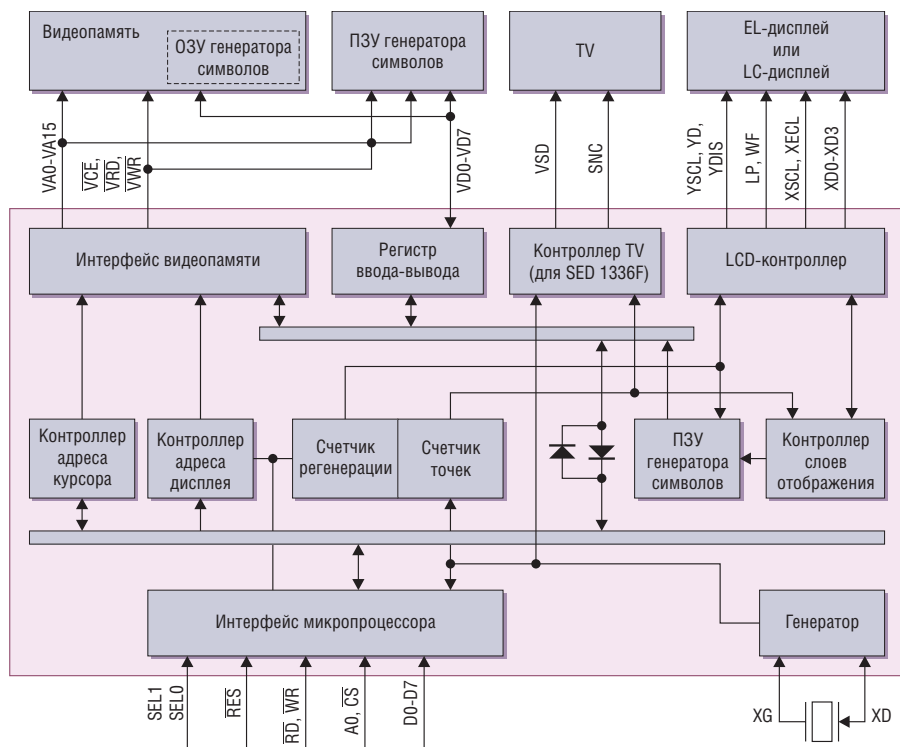 Видеопамять
ОЗУ генератора
символов
ПЗУ генератора
символов
TV
EL-дисплей
или
LC-дисплей
VA0-VA15
VCE,
VRD,
VWR
VD0-VD7
VSD
SNC
YSCL, YD,
YDIS
LP, WF
XSCL, XECL
XD0-XD3
Интерфейс видеопамяти
Регистр
ввода-вывода
Контроллер TV
(для SED 1336F)
LCD-контроллер
Контроллер
адреса
курсора
Контроллер
адреса
дисплея
Счетчик
регенерации
Счетчик
точек
ПЗУ
генератора
символов
Контроллер
слоев
отображения
Интерфейс микропроцессора
Генератор
SEL1
SEL0
RES
RD, WR
A0, CS
D0-D7
XG
XD